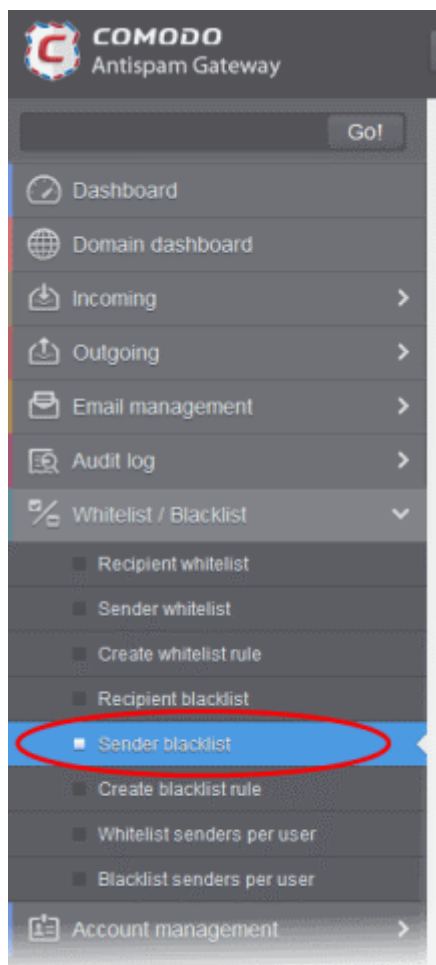 COMODO
Antispam Gateway
Go!
Dashboard
Domain dashboard
Incoming
Outgoing
Email management
Audit log
Whitelist / Blacklist
Recipient whitelist
Sender whitelist
Create whitelist rule
Recipient blacklist
Sender blacklist
Create blacklist rule
Whitelist senders per user
Blacklist senders per user
Account management